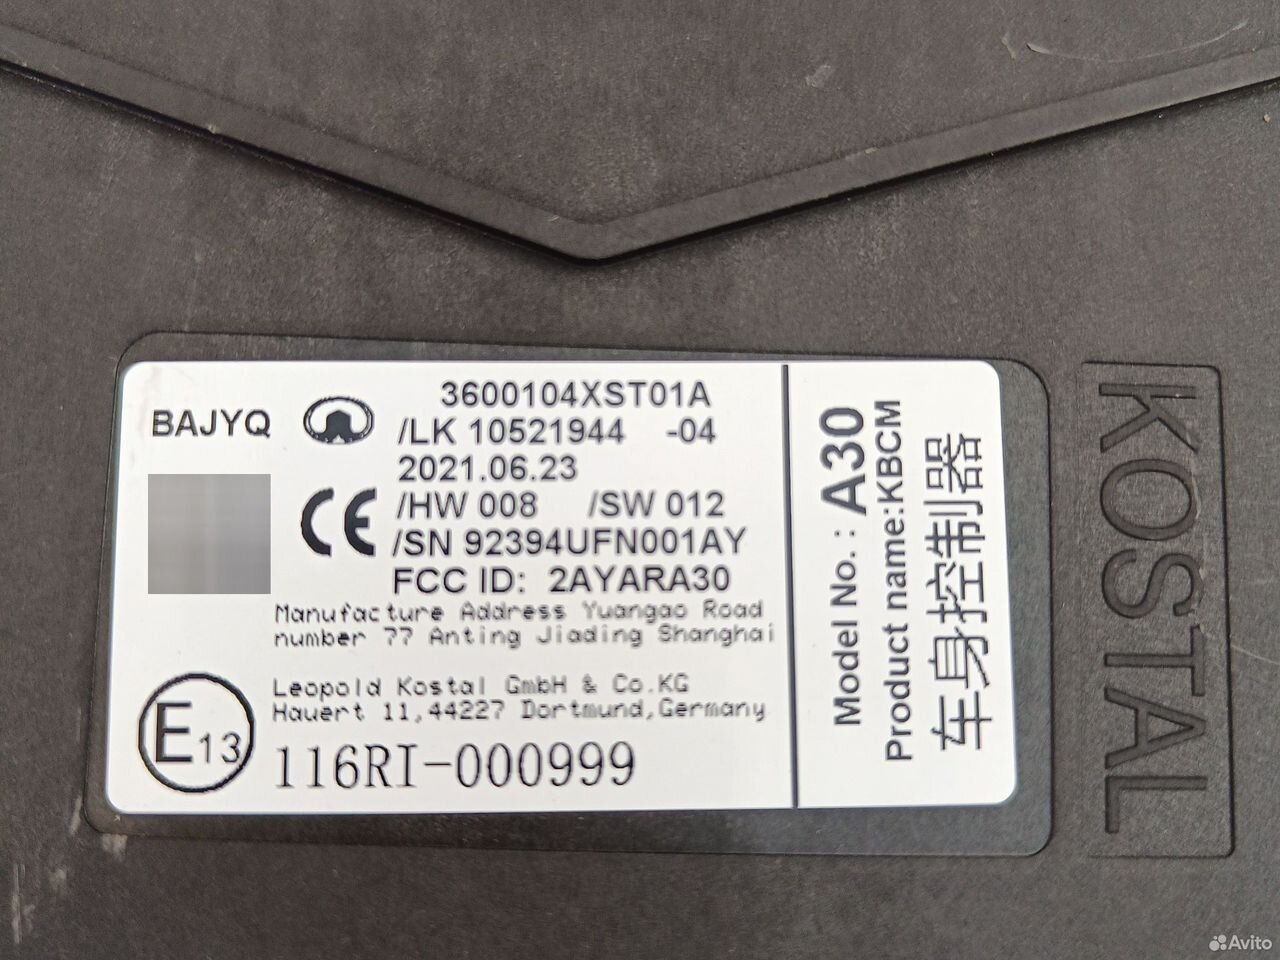 3600104XST01A
BAJYQ
/LK 10521944 -04
2021.06.23
CE
/HW 008 /SW 012
/SN 92394UFN001AY
FCC ID: 2AYARA30
Manufacture Address Yuangao Road
number 77 Anting Jiading Shanghai
Leopold Kostal GmbH & Co.KG
Hauert 11,44227 Dortmund,Germany
E13
116RI-000999
Model No.: A30
Product name:KBCM
车身控制器
KOSTAL
Avito